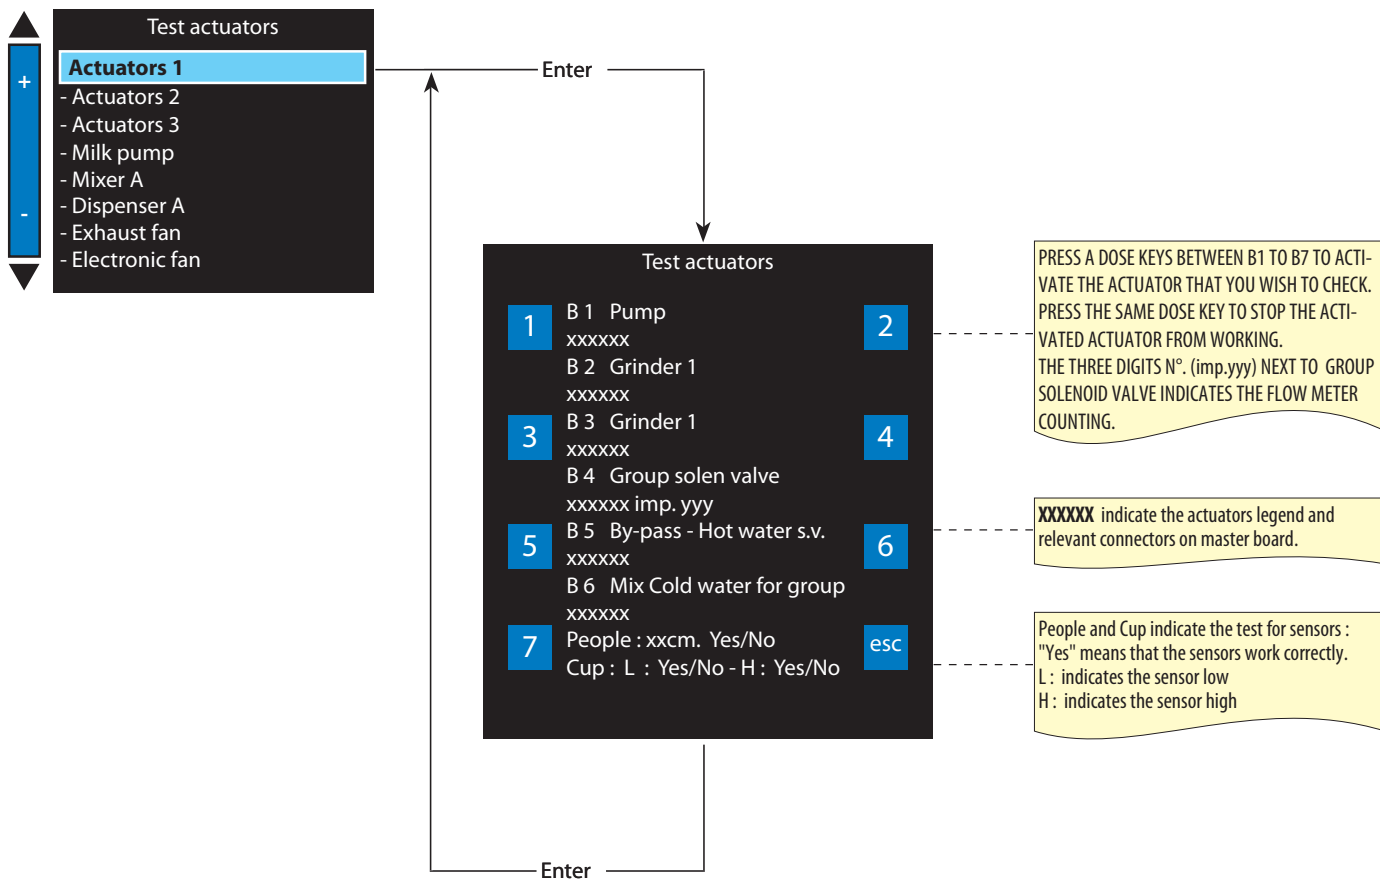 Test actuators
+
Actuators 1
- Actuators 2
- Actuators 3
- Milk pump
- Mixer A
- Dispenser A
- Exhaust fan
- Electronic fan
-
Enter
Test actuators
1
B 1 Pump
2
xxxxxx
B 2 Grinder 1
xxxxxx
3
B 3 Grinder 1
4
xxxxxx
B 4 Group solen valve
xxxxxx imp. yyy
5
B 5 By-pass - Hot water s.v.
6
xxxxxx
B 6 Mix Cold water for group
xxxxxx
7
People : xxcm. Yes/No
esc
Cup : L : Yes/No - H : Yes/No
PRESS A DOSE KEYS BETWEEN B1 TO B7 TO ACTI-
VATE THE ACTUATOR THAT YOU WISH TO CHECK.
PRESS THE SAME DOSE KEY TO STOP THE ACTI-
VATED ACTUATOR FROM WORKING.
THE THREE DIGITS N°. (imp.yyy) NEXT TO GROUP
SOLENOID VALVE INDICATES THE FLOW METER
COUNTING.
XXXXXX indicate the actuators legend and
relevant connectors on master board.
People and Cup indicate the test for sensors :
"Yes" means that the sensors work correctly.
L : indicates the sensor low
H : indicates the sensor high
Enter